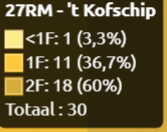 27RM - 't Kofschip
<1F: 1 (3,3%)
1F: 11 (36,7%)
2F: 18 (60%)
Totaal : 30